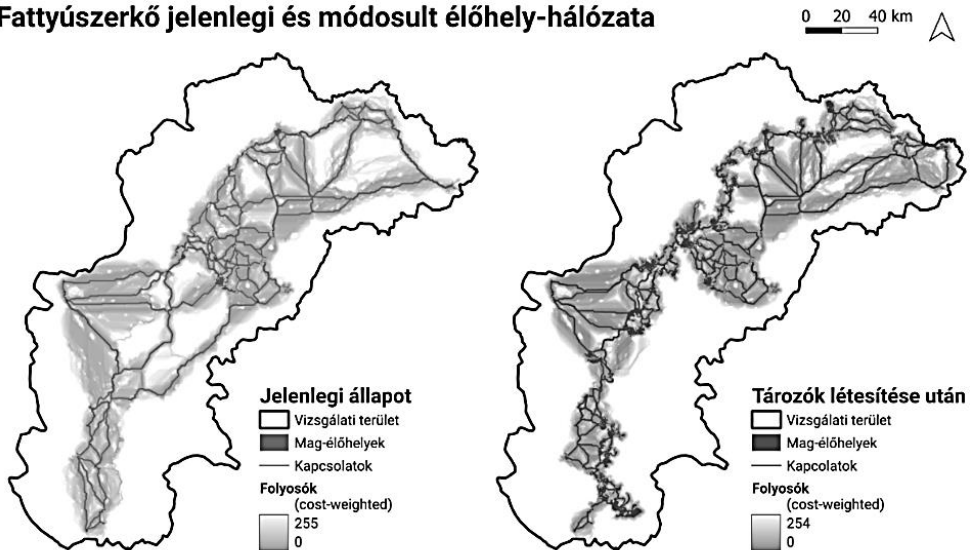 Fattyúszerkő jelenlegi és módosult élőhely-hálózata
0 20 40 km
Jelenlegi állapot
Vizsgálati terület
Mag-élőhelyek
Kapcsolatok
Folyosók
(cost-weighted)
255
0
Tározók létesítése után
Vizsgálati terület
Mag-élőhelyek
Kapcolatok
Folyosók
(cost-weighted)
254
0